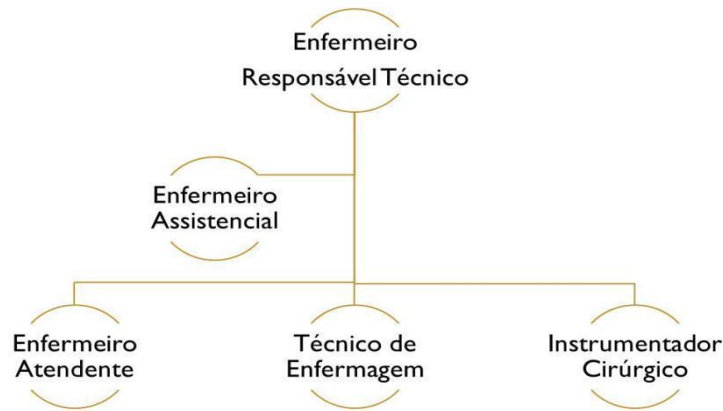 Enfermeiro
Responsável Técnico
Enfermeiro
Assistencial
Enfermeiro
Atendente
Técnico de
Enfermagem
Instrumentador
Cirúrgico